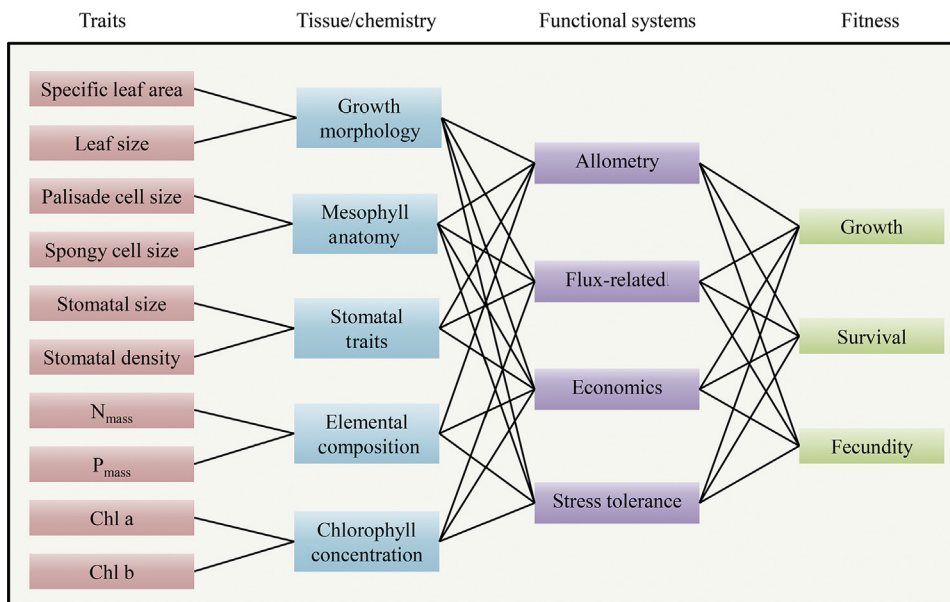 Traits
Tissue/chemistry
Functional systems
Fitness
Specific leaf area
Leaf size
Palisade cell size
Spongy cell size
Stomatal size
Stomatal density
N_mass
P_mass
Chl a
Chl b
Growth
morphology
Mesophyll
anatomy
Stomatal
traits
Elemental
composition
Chlorophyll
concentration
Allometry
Flux-related
Economics
Stress tolerance
Growth
Survival
Fecundity